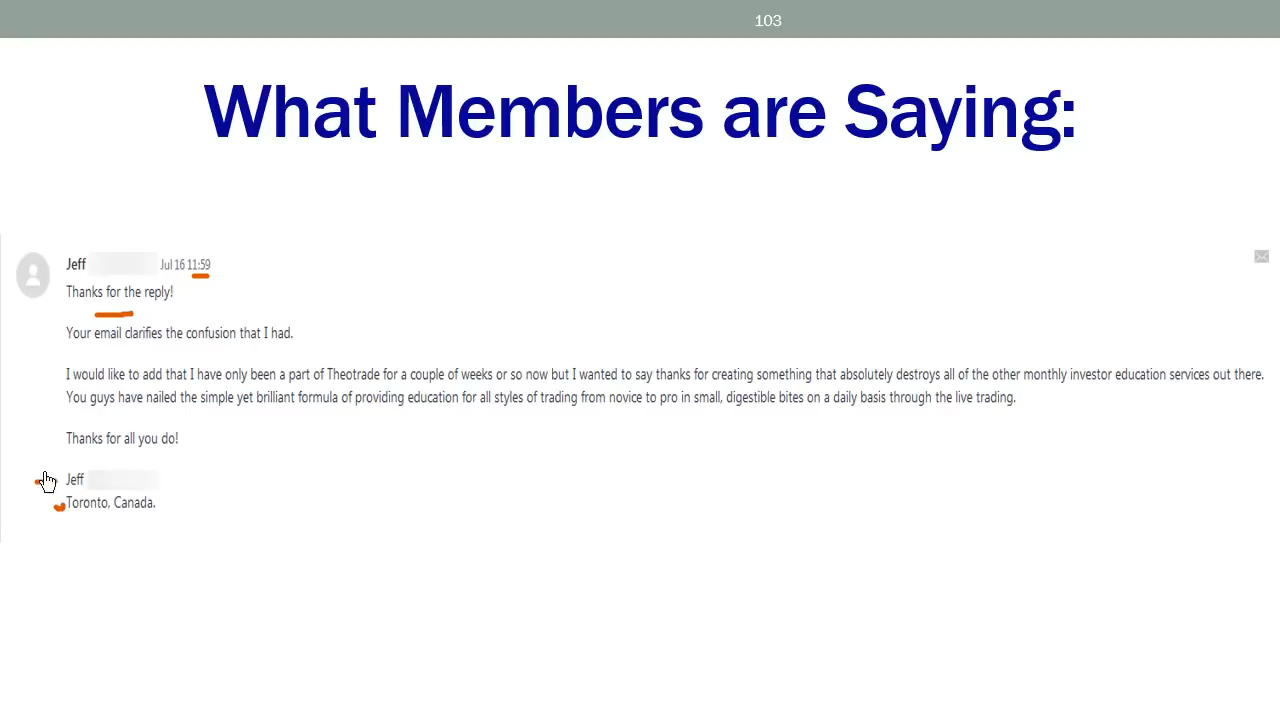 103
What Members are Saying:
Jeff Jul 16 11:59
Thanks for the reply!
Your email clarifies the confusion that I had.
I would like to add that I have only been a part of Theotrade for a couple of weeks or so now but I wanted to say thanks for creating something that absolutely destroys all of the other monthly investor education services out there.
You guys have nailed the simple yet brilliant formula of providing education for all styles of trading from novice to pro in small, digestible bites on a daily basis through the live trading.
Thanks for all you do!
Jeff
Toronto, Canada.